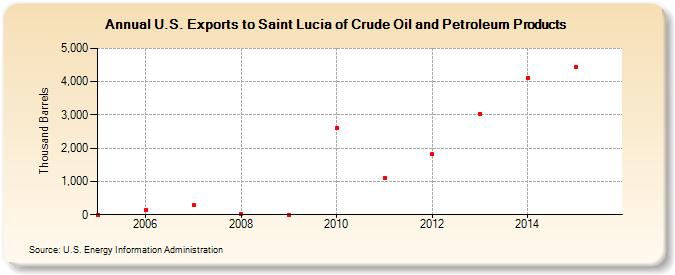 Annual U.S. Exports to Saint Lucia of Crude Oil and Petroleum Products
Thousand Barrels
5,000
4,000
3,000
2,000
1,000
0
2006 2008 2010 2012 2014
Source: U.S. Energy Information Administration